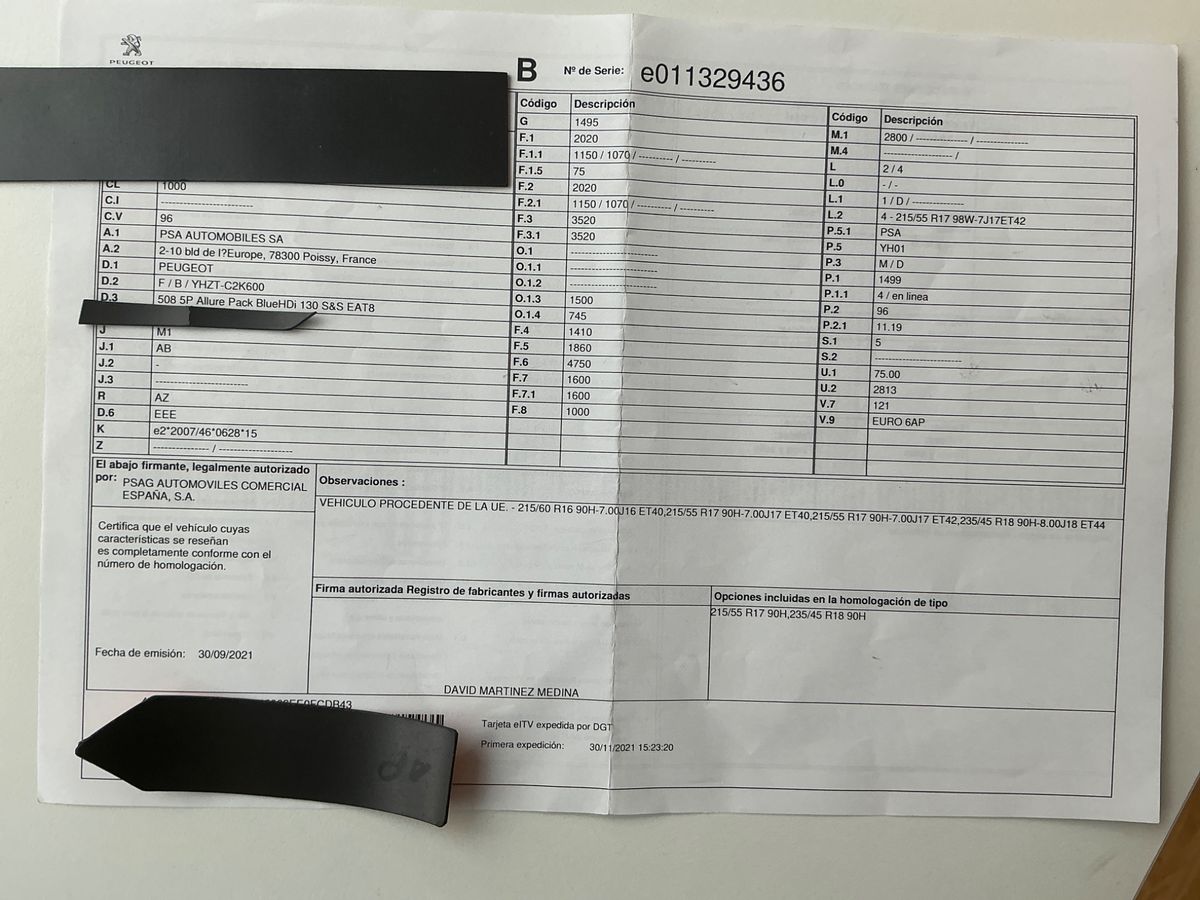 PEUGEOT
B Nº de Serie: e011329436
Código Descripción
G 1495
F.1 2020
F.1.1 1150 / 1070 / ---------- / ----------
F.1.5 75
F.2 2020
F.2.1 1150 / 1070 / ---------- / ----------
F.3 3520
F.3.1 3520
O.1 -------------------------
O.1.1 -------------------------
O.1.2 -------------------------
O.1.3 1500
O.1.4 745
F.4 1410
F.5 1860
F.6 4750
F.7 1600
F.7.1 1600
F.8 1000
Código Descripción
M.1 2800 / --------------- / ---------------
M.4 -------------------- /
L 2 / 4
L.0 - / -
L.1 1 / D / ---------------
L.2 4 - 215/55 R17 98W-7J17ET42
P.5.1 PSA
P.5 YH01
P.3 M / D
P.1 1499
P.1.1 4 / en linea
P.2 96
P.2.1 11.19
S.1 5
S.2 -------------------------
U.1 75.00
U.2 2813
V.7 121
V.9 EURO 6AP
CL 1000
C.I -------------------------
C.V 96
A.1 PSA AUTOMOBILES SA
A.2 2-10 bld de l?Europe, 78300 Poissy, France
D.1 PEUGEOT
D.2 F / B / YHZT-C2K600
D.3 508 5P Allure Pack BlueHDi 130 S&S EAT8
J M1
J.1 AB
J.2 -
J.3 -------------------------
R AZ
D.6 EEE
K e2*2007/46*0628*15
Z --------------- / --------------------
El abajo firmante, legalmente autorizado
por: PSAG AUTOMOVILES COMERCIAL
ESPAÑA, S.A.
Certifica que el vehículo cuyas
características se reseñan
es completamente conforme con el
número de homologación.
Fecha de emisión: 30/09/2021
Observaciones :
VEHICULO PROCEDENTE DE LA UE. - 215/60 R16 90H-7.00J16 ET40,215/55 R17 90H-7.00J17 ET40,215/55 R17 90H-7.00J17 ET42,235/45 R18 90H-8.00J18 ET44
Firma autorizada Registro de fabricantes y firmas autorizadas
DAVID MARTINEZ MEDINA
Opciones incluidas en la homologación de tipo
215/55 R17 90H,235/45 R18 90H
Tarjeta eITV expedida por DGT
Primera expedición: 30/11/2021 15:23:20